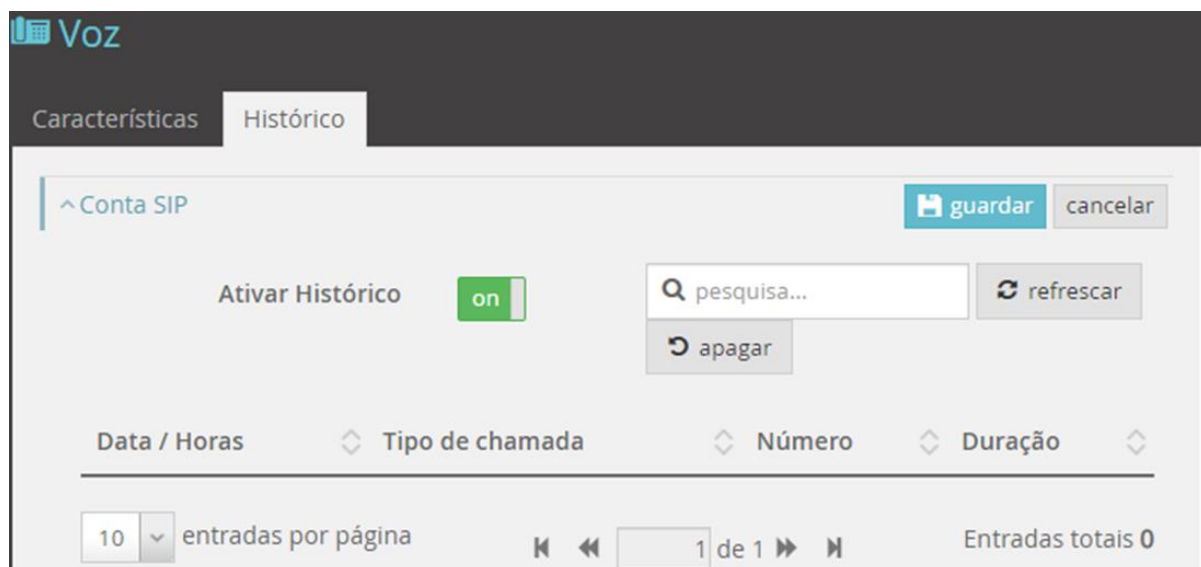 Voz
Características Histórico
Conta SIP guardar cancelar
Ativar Histórico on pesquisa... refrescar
apagar
Data / Horas Tipo de chamada Número Duração
10 entradas por página 1 de 1 Entradas totais 0